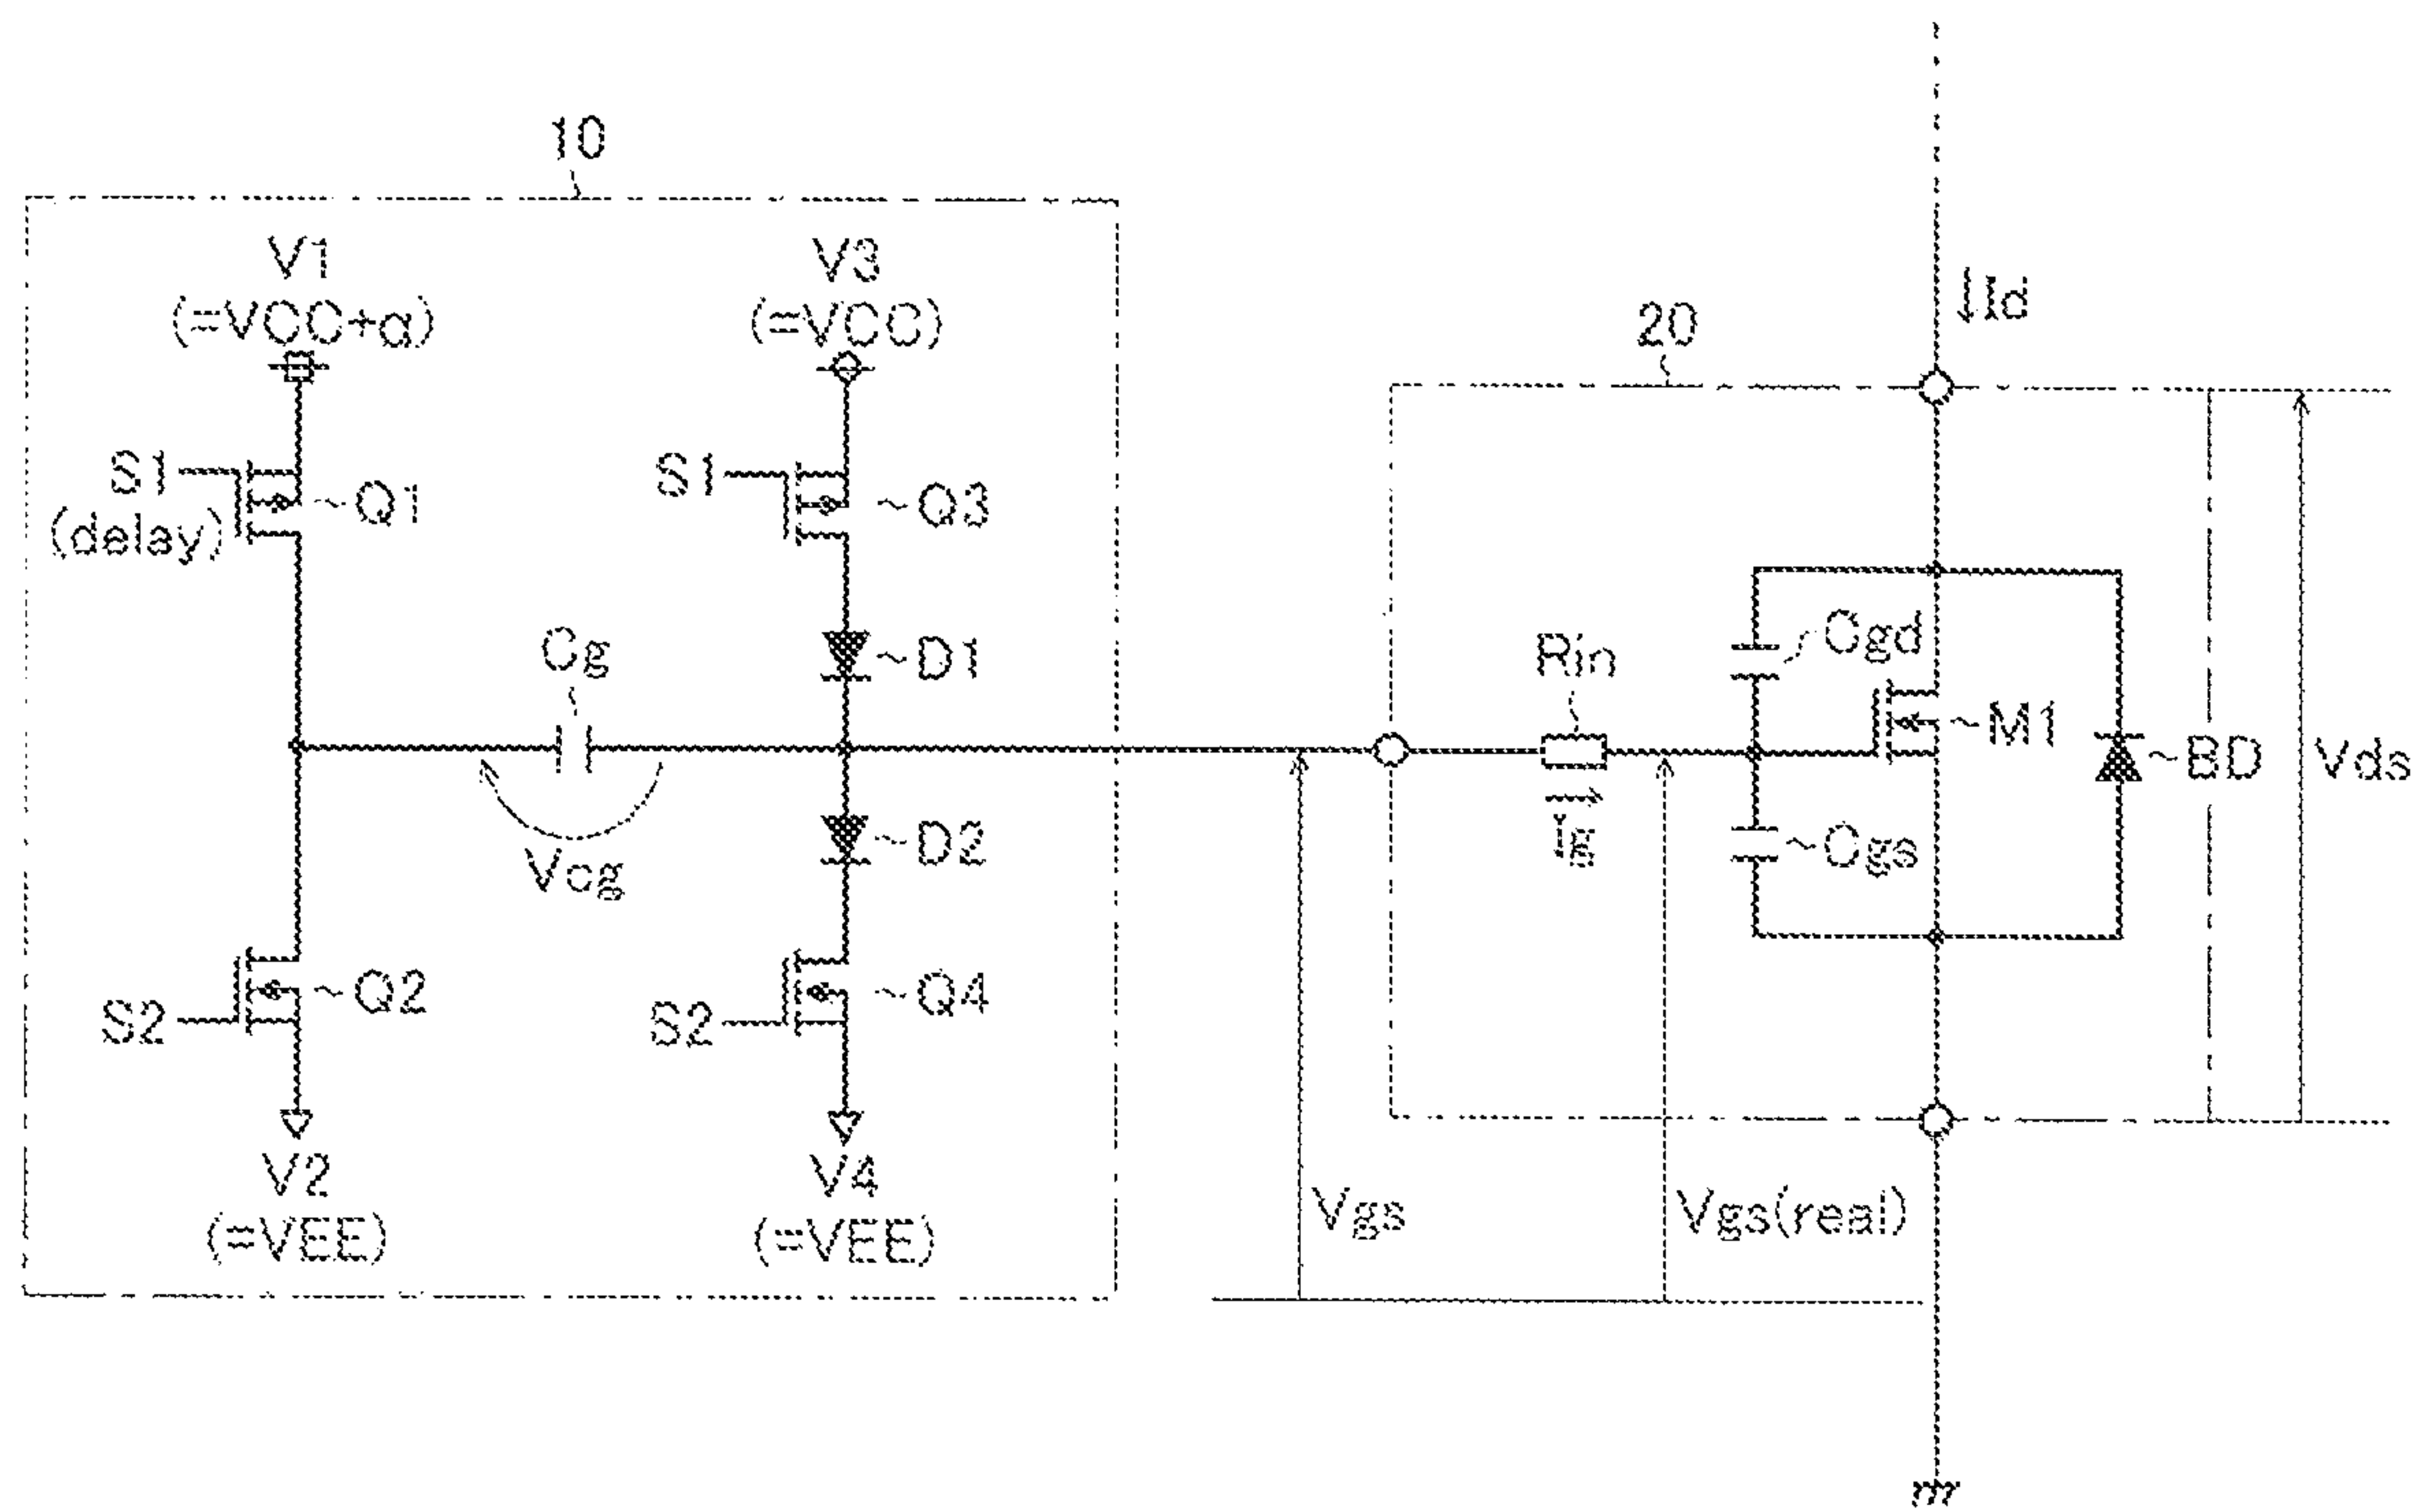 10
V1
(=VCC+α)
V3
(=VCC)
20
↓Id
S1
(delay)
Q1
S1
Q3
Cg
D1
Rin
Cgd
M1
BD
Vds
Vcg
D2
ig
Cgs
S2
Q2
S2
Q4
V2
(=VEE)
V4
(=VEE)
Vgs
Vgs(real)